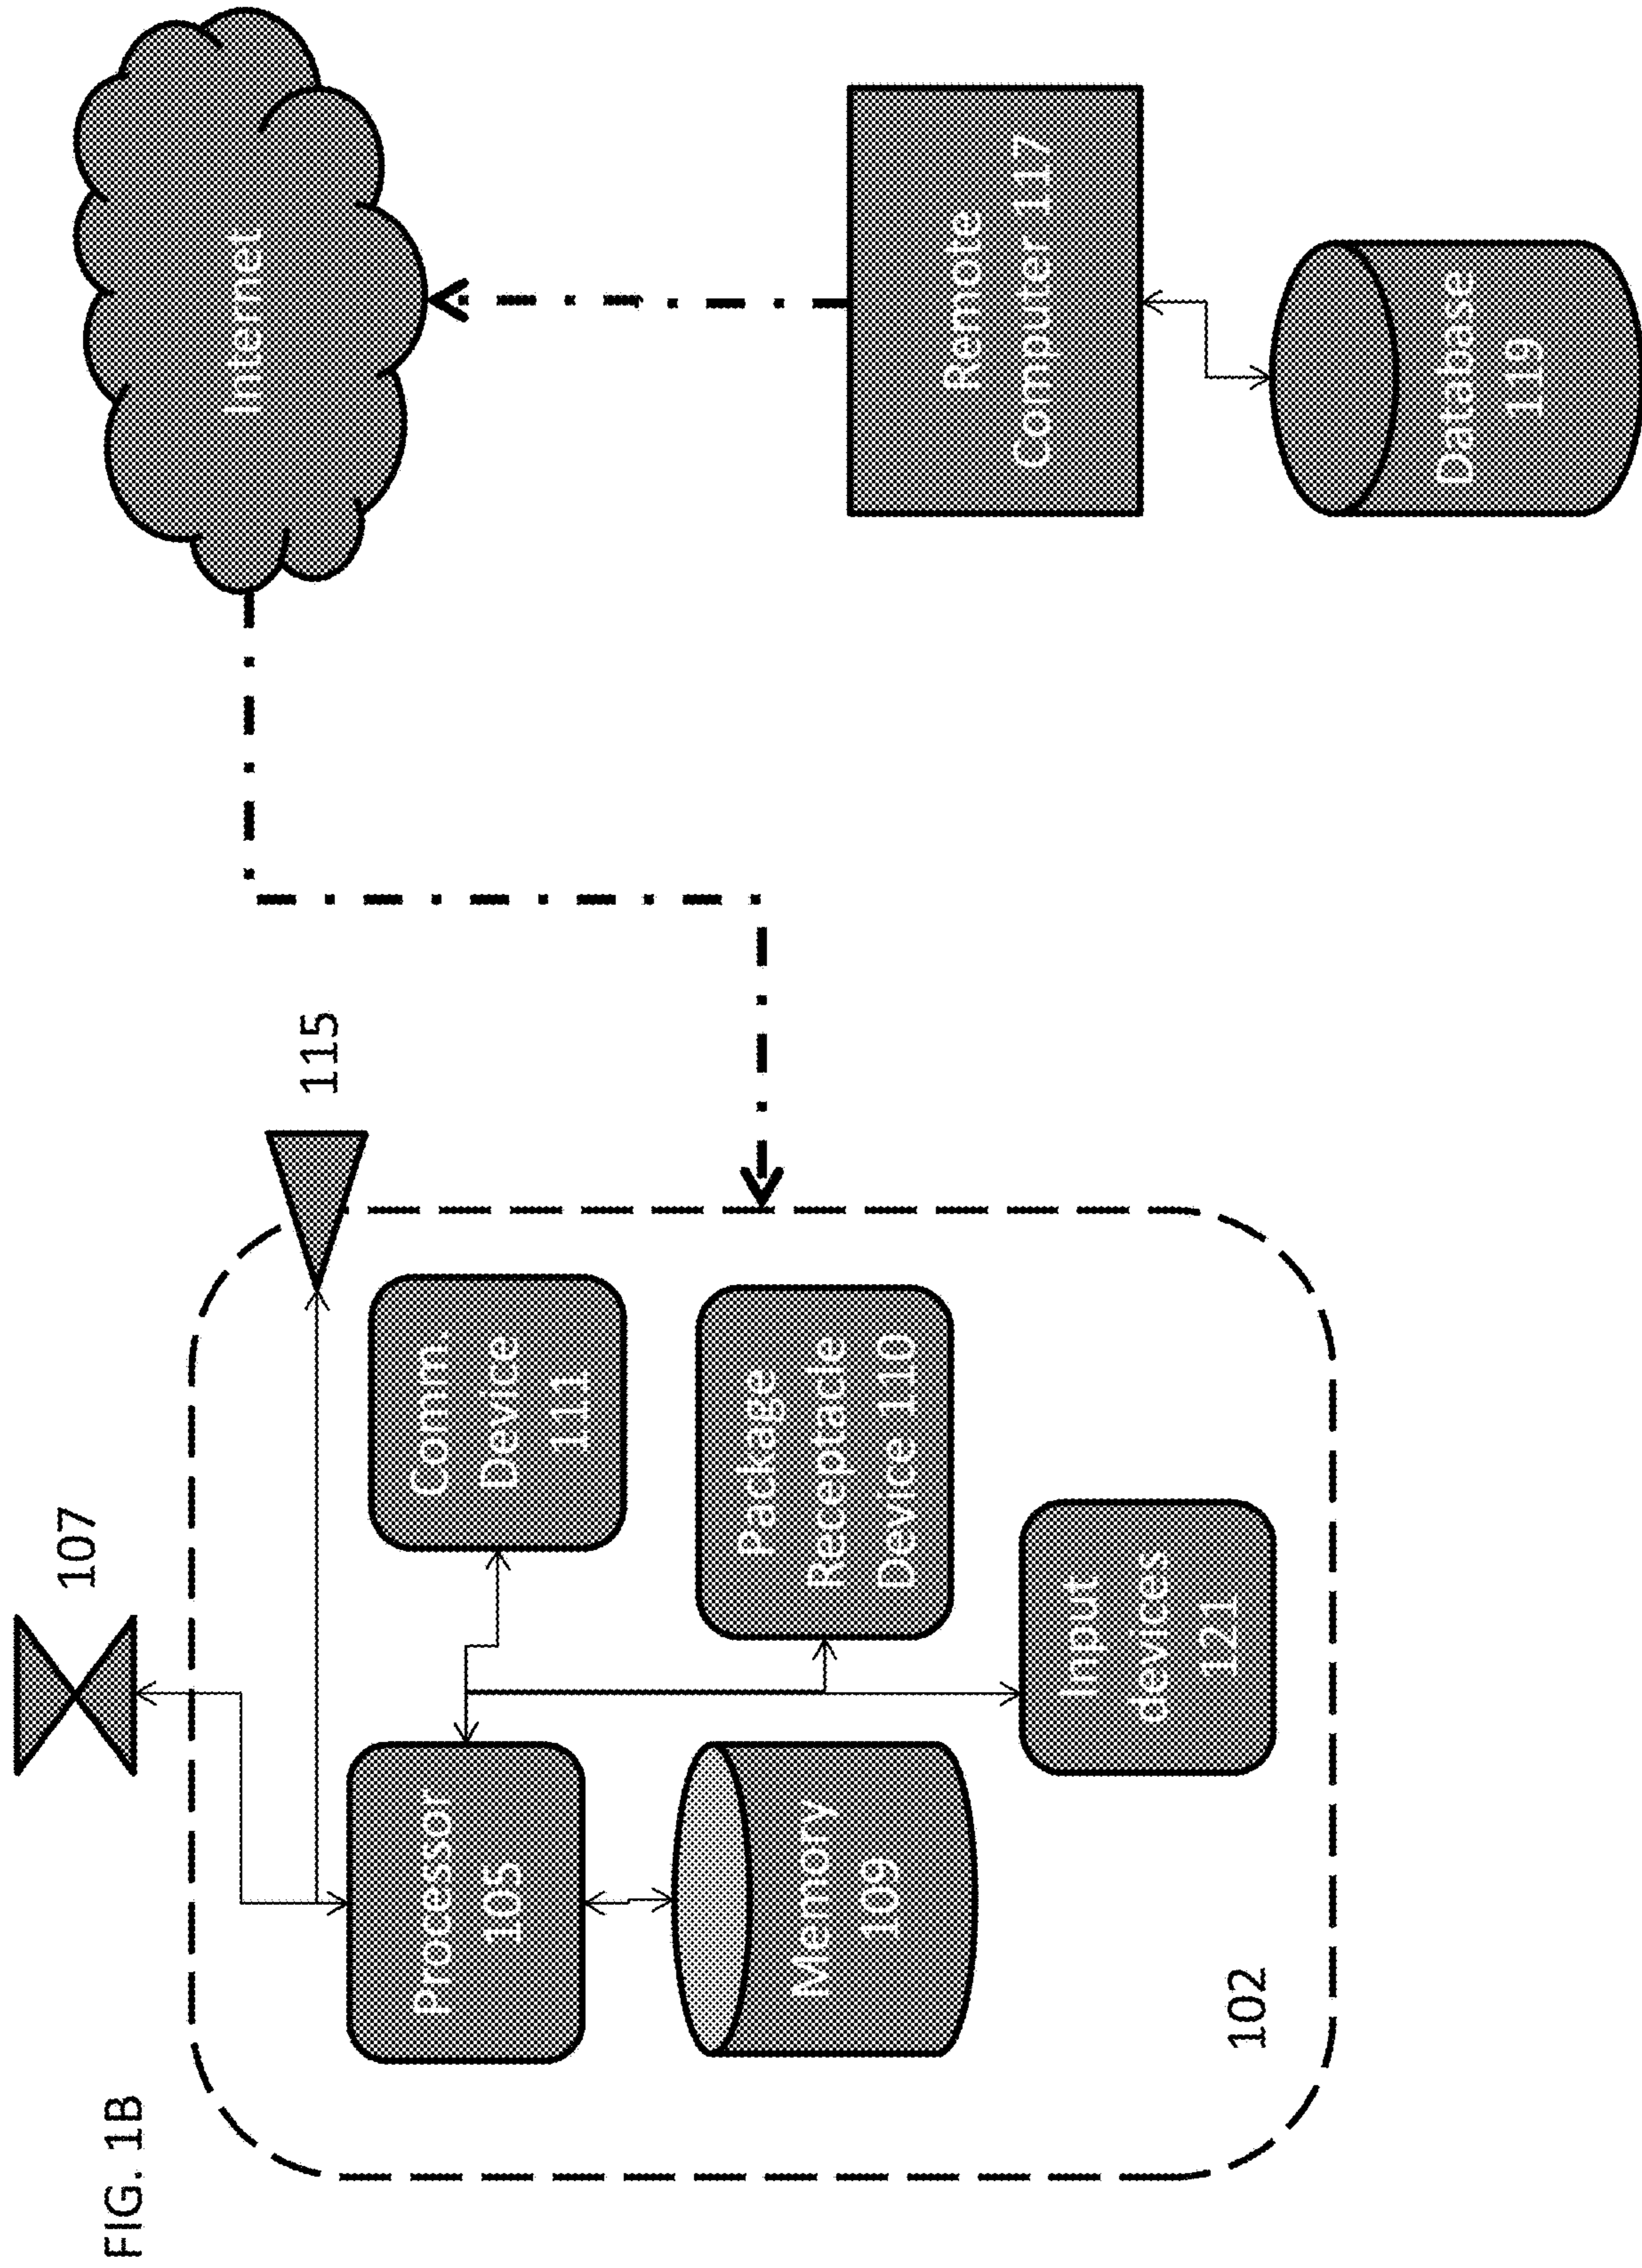 FIG. 1B
107
115
Internet
Processor
105
Comm.
Device
111
Memory
109
Package
Receptacle
Device 110
Input
devices
121
102
Remote
Computer 117
Database
119